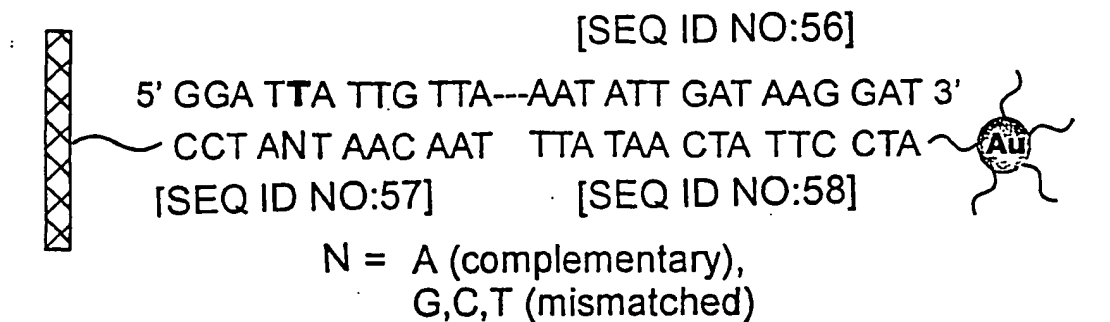 [SEQ ID NO:56]
5' GGA TTA TTG TTA---AAT ATT GAT AAG GAT 3'
CCT ANT AAC AAT TTA TAA CTA TTC CTA Au
[SEQ ID NO:57] [SEQ ID NO:58]
N = A (complementary),
G,C,T (mismatched)